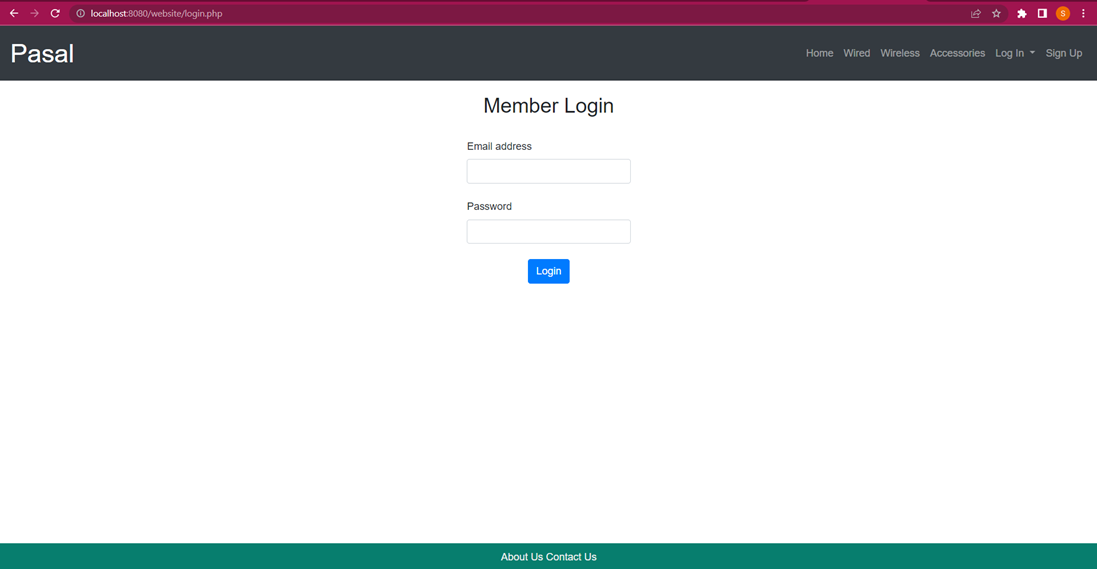 localhost:8080/website/login.php
S
Pasal
Home Wired Wireless Accessories Log In Sign Up
Member Login
Email address
Password
Login
About Us Contact Us